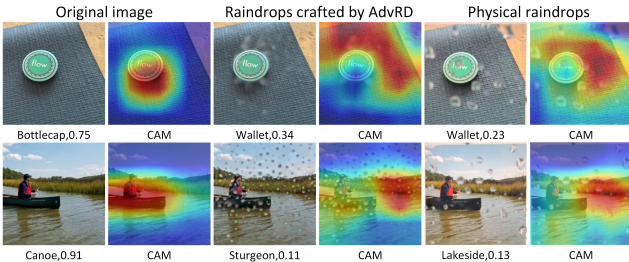 Original image Raindrops crafted by AdvRD Physical raindrops
flow flow flow
Bottlecap,0.75 CAM Wallet,0.34 CAM Wallet,0.23 CAM
Canoe,0.91 CAM Sturgeon,0.11 CAM Lakeside,0.13 CAM